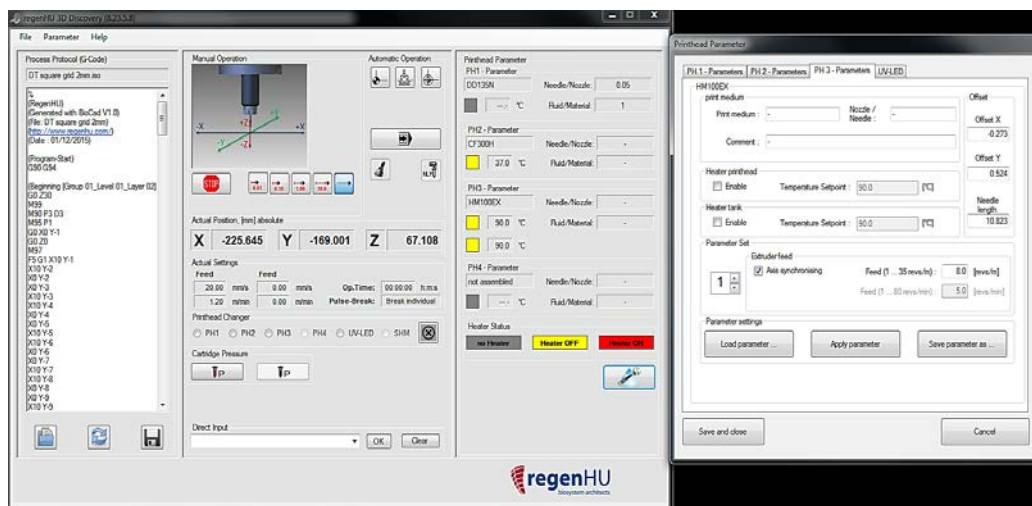 regenHU 3D Discovery (8.23.5.8)
File Parameter Help
Process Protocol (G-Code)
DT square grid 2mm.iso
%
(RegenHU)
(Generated with BioCad V1.0)
(File: DT square grid 2mm)
(http://www.regenhu.com/)
(Date : 01/12/2015)
(Program-Start)
G90 G94
(Beginning [Group 01_Level 01_Layer 02]
G0 Z30
M99
M90 P3 D3
M95 P1
G0 X0 Y-1
G0 Z0
M97
F5 G1 X10 Y-1
X10 Y-2
X0 Y-2
X0 Y-3
X10 Y-3
X10 Y-4
X0 Y-4
X0 Y-5
X10 Y-5
X10 Y-6
X0 Y-6
X0 Y-7
X10 Y-7
X10 Y-8
X0 Y-8
X0 Y-9
X10 Y-9
Manual Operation
+Z
+Y
-X
+X
-Y
-Z
STOP
0.01
0.10
1.00
10.0
Automatic Operation
Actual Position, [mm] absolute
X -225.645 Y -169.001 Z 67.108
Actual Settings
Feed Feed
20.00 mm/s 0.00 mm/s Op.Time: 00:00:00 h:m:s
1.20 m/min 0.00 m/min Pulse-Break: Break individual
Printhead Changer
PH1 PH2 PH3 PH4 UV-LED SHM
Cartridge Pressure
P P
Direct Input
OK Clear
Printhead Parameter
PH1 - Parameter
DD135N Needle/Nozzle: 0.05
--.- °C Fluid/Material: 1
PH2 - Parameter
CF300H Needle/Nozzle: -
37.0 °C Fluid/Material: -
PH3 - Parameter
HM100EX Needle/Nozzle: -
90.0 °C Fluid/Material: -
90.0 °C
PH4 - Parameter
not assembled Needle/Nozzle: -
--.- °C Fluid/Material: -
Heater Status
no Heater Heater OFF Heater ON
regenHU
biosystem architects
Printhead Parameter
PH 1 - Parameters PH 2 - Parameters PH 3 - Parameters UV-LED
HM100EX
print medium
Print medium : - Nozzle / Needle : -
Comment : -
Heater printhead
Enable Temperature Setpoint : 90.0 [°C]
Heater tank
Enable Temperature Setpoint : 90.0 [°C]
Offset
Offset X
-0.273
Offset Y
0.524
Needle length
10.823
Parameter Set
1
Extruder feed
Axis synchronising Feed (1 ... 35 revs/m) : 8.0 [revs/m]
Feed (1 ... 80 revs/min) : 5.0 [revs/min]
Parameter settings
Load parameter ... Apply parameter Save parameter as ...
Save and close Cancel